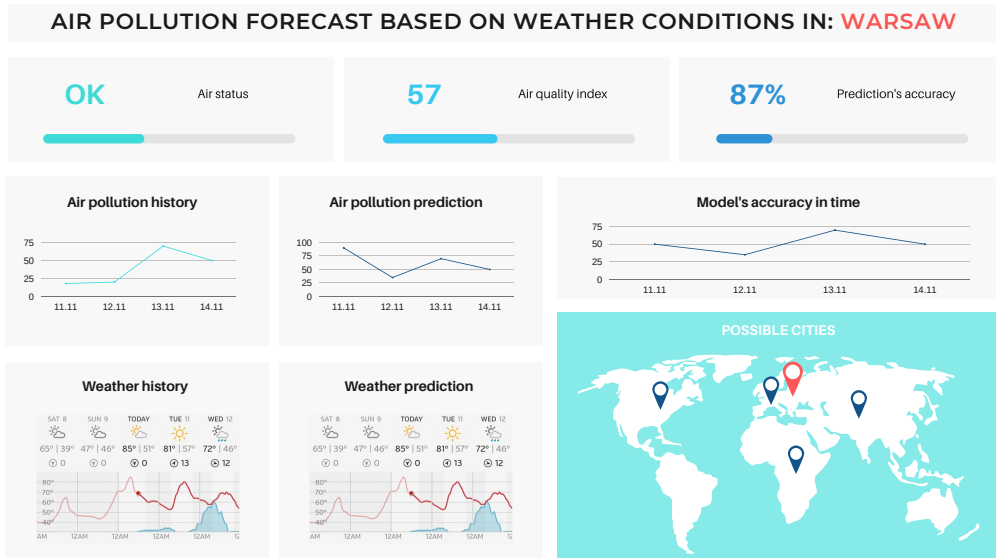 AIR POLLUTION FORECAST BASED ON WEATHER CONDITIONS IN: WARSAW
OK Air status
57 Air quality index
87% Prediction's accuracy
Air pollution history
75
50
25
0
11.11 12.11 13.11 14.11
Air pollution prediction
100
75
50
25
0
11.11 12.11 13.11 14.11
Model's accuracy in time
75
50
25
0
11.11 12.11 13.11 14.11
Weather history
SAT 8 SUN 9 TODAY TUE 11 WED 12
65° | 39° 47° | 46° 85° | 51° 81° | 57° 72° | 46°
0 0 0 13 12
80°
70°
60°
50°
40°
AM 12AM 12AM 12AM 12AM
Weather prediction
SAT 8 SUN 9 TODAY TUE 11 WED 12
65° | 39° 47° | 46° 85° | 51° 81° | 57° 72° | 46°
0 0 0 13 12
80°
70°
60°
50°
40°
AM 12AM 12AM 12AM 12AM
POSSIBLE CITIES